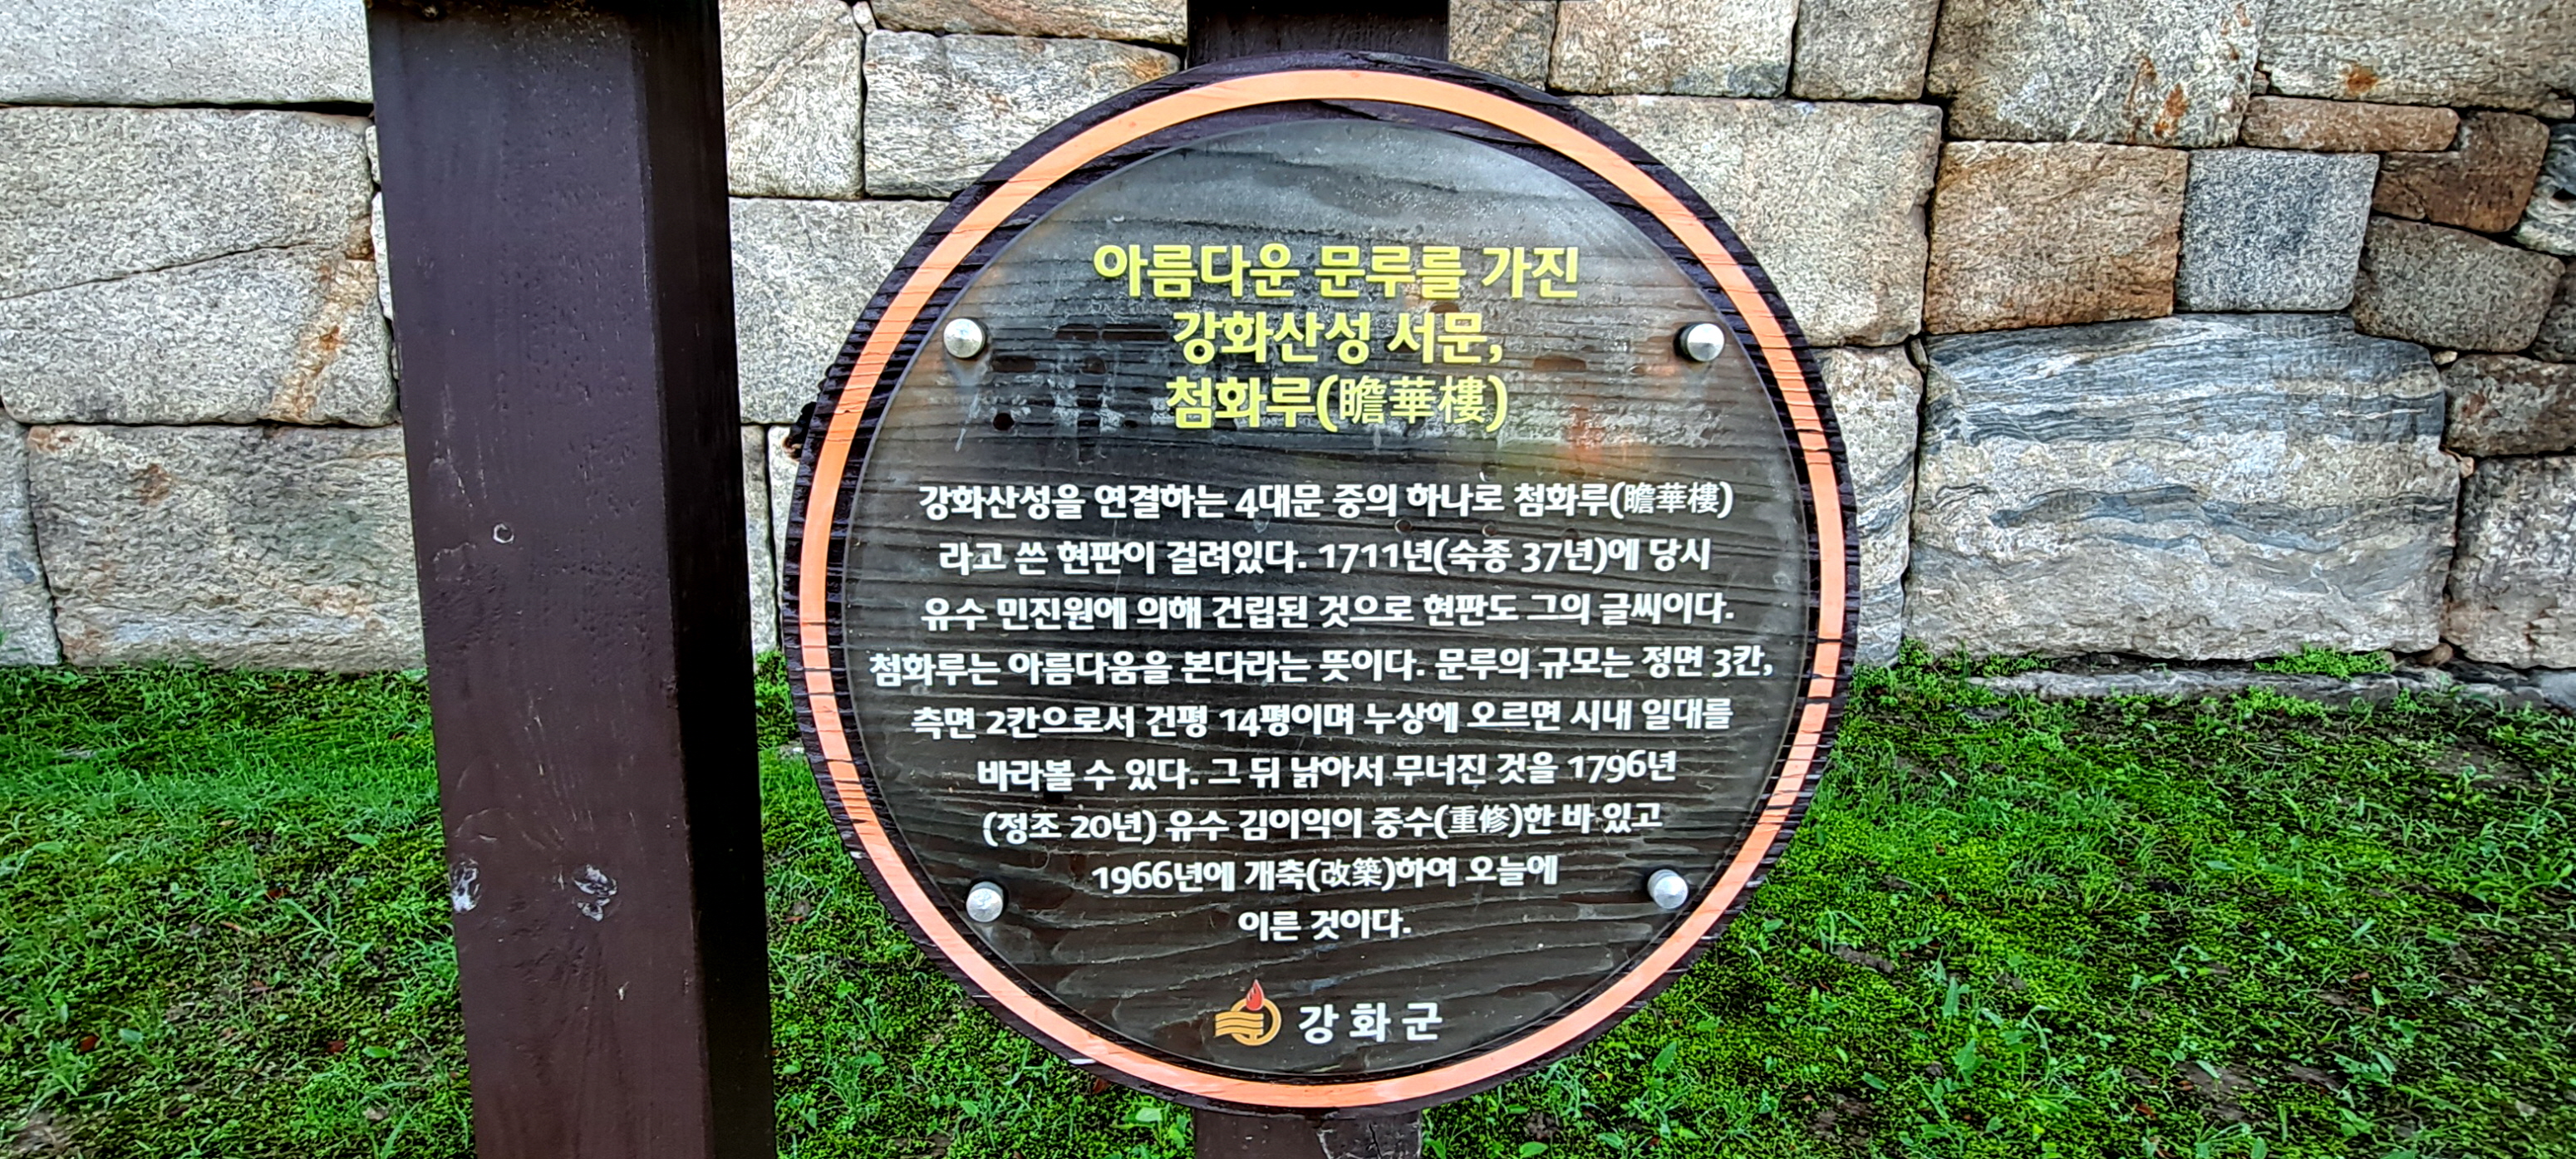 아름다운 문루를 가진
강화산성 서문,
첨화루(瞻華樓)
강화산성을 연결하는 4대문 중의 하나로 첨화루(瞻華樓)
라고 쓴 현판이 걸려있다. 1711년(숙종 37년)에 당시
유수 민진원에 의해 건립된 것으로 현판도 그의 글씨이다.
첨화루는 아름다움을 본다라는 뜻이다. 문루의 규모는 정면 3칸,
측면 2칸으로서 건평 14평이며 누상에 오르면 시내 일대를
바라볼 수 있다. 그 뒤 낡아서 무너진 것을 1796년
(정조 20년) 유수 김이익이 중수(重修)한 바 있고
1966년에 개축(改築)하여 오늘에
이른 것이다.
강화군